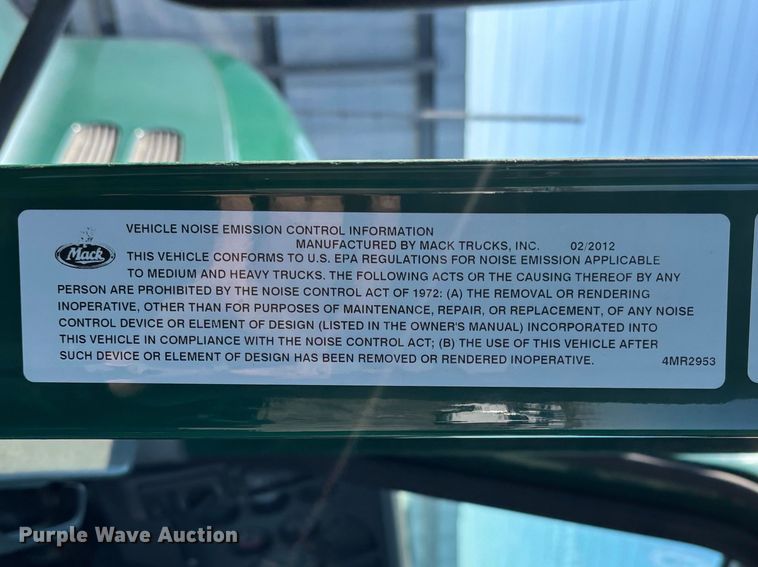 VEHICLE NOISE EMISSION CONTROL INFORMATION
MANUFACTURED BY MACK TRUCKS, INC. 02/2012
Mack
THIS VEHICLE CONFORMS TO U.S. EPA REGULATIONS FOR NOISE EMISSION APPLICABLE
TO MEDIUM AND HEAVY TRUCKS. THE FOLLOWING ACTS OR THE CAUSING THEREOF BY ANY
PERSON ARE PROHIBITED BY THE NOISE CONTROL ACT OF 1972: (A) THE REMOVAL OR RENDERING
INOPERATIVE, OTHER THAN FOR PURPOSES OF MAINTENANCE, REPAIR, OR REPLACEMENT, OF ANY NOISE
CONTROL DEVICE OR ELEMENT OF DESIGN (LISTED IN THE OWNER'S MANUAL) INCORPORATED INTO
THIS VEHICLE IN COMPLIANCE WITH THE NOISE CONTROL ACT; (B) THE USE OF THIS VEHICLE AFTER
SUCH DEVICE OR ELEMENT OF DESIGN HAS BEEN REMOVED OR RENDERED INOPERATIVE. 4MR2953
Purple Wave Auction